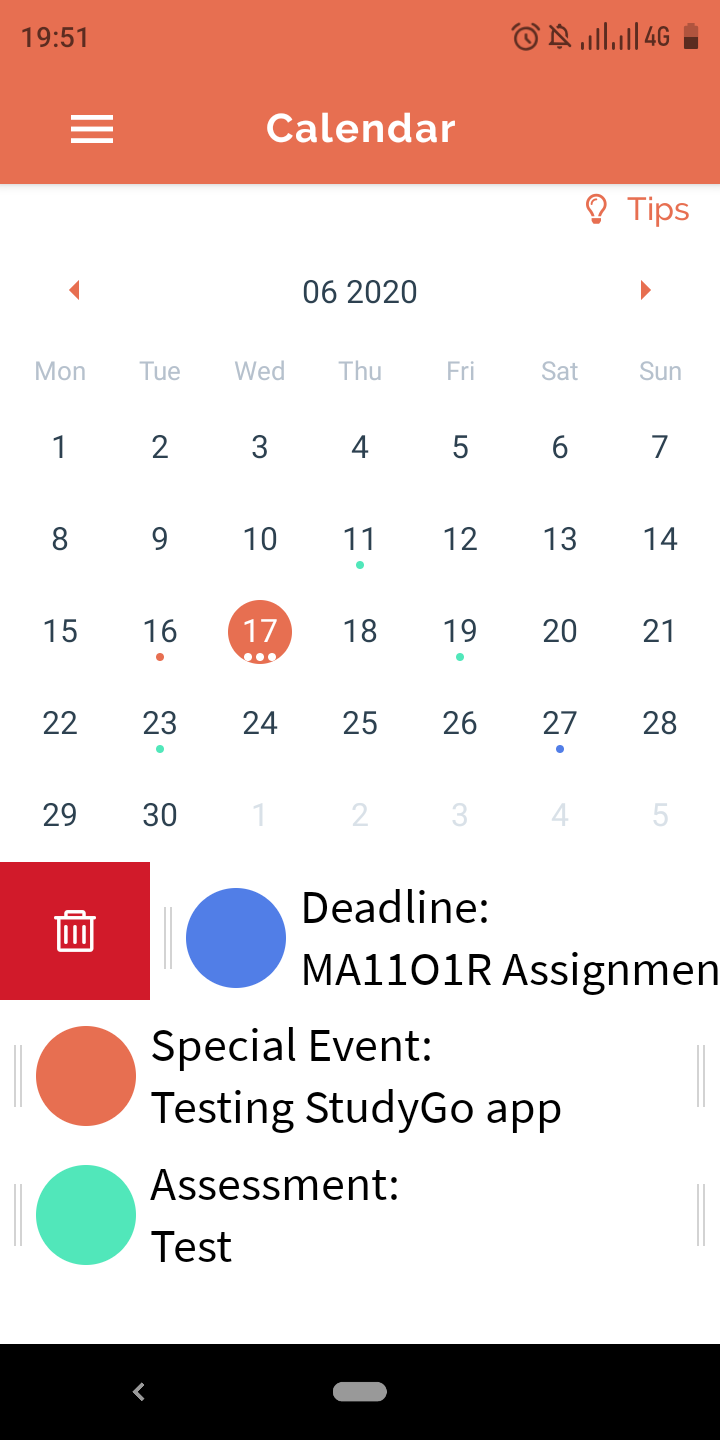 19:51 4G
Calendar
Tips
06 2020
Mon Tue Wed Thu Fri Sat Sun
1 2 3 4 5 6 7
8 9 10 11 12 13 14
15 16 17 18 19 20 21
22 23 24 25 26 27 28
29 30 1 2 3 4 5
Deadline:
MA11O1R Assignmen
Special Event:
Testing StudyGo app
Assessment:
Test